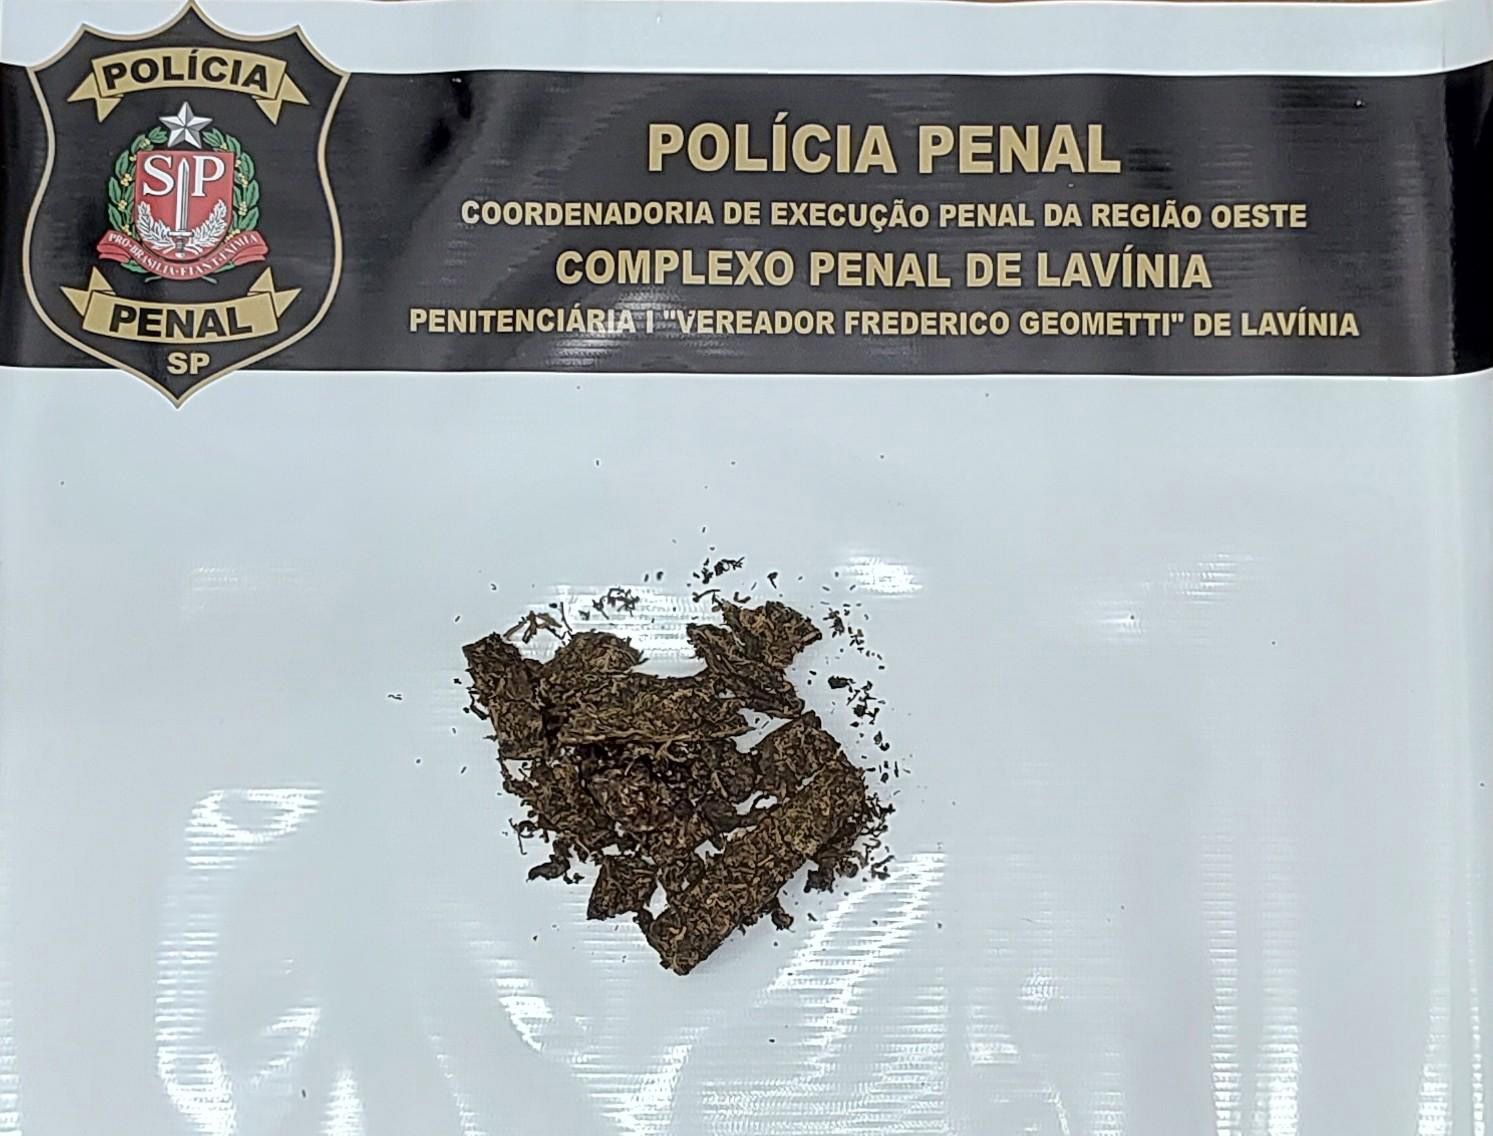 POLÍCIA
SP
PRO·BRASILIA·FIANT·EXIMIA
PENAL
SP
POLÍCIA PENAL
COORDENADORIA DE EXECUÇÃO PENAL DA REGIÃO OESTE
COMPLEXO PENAL DE LAVÍNIA
PENITENCIÁRIA I "VEREADOR FREDERICO GEOMETTI" DE LAVÍNIA